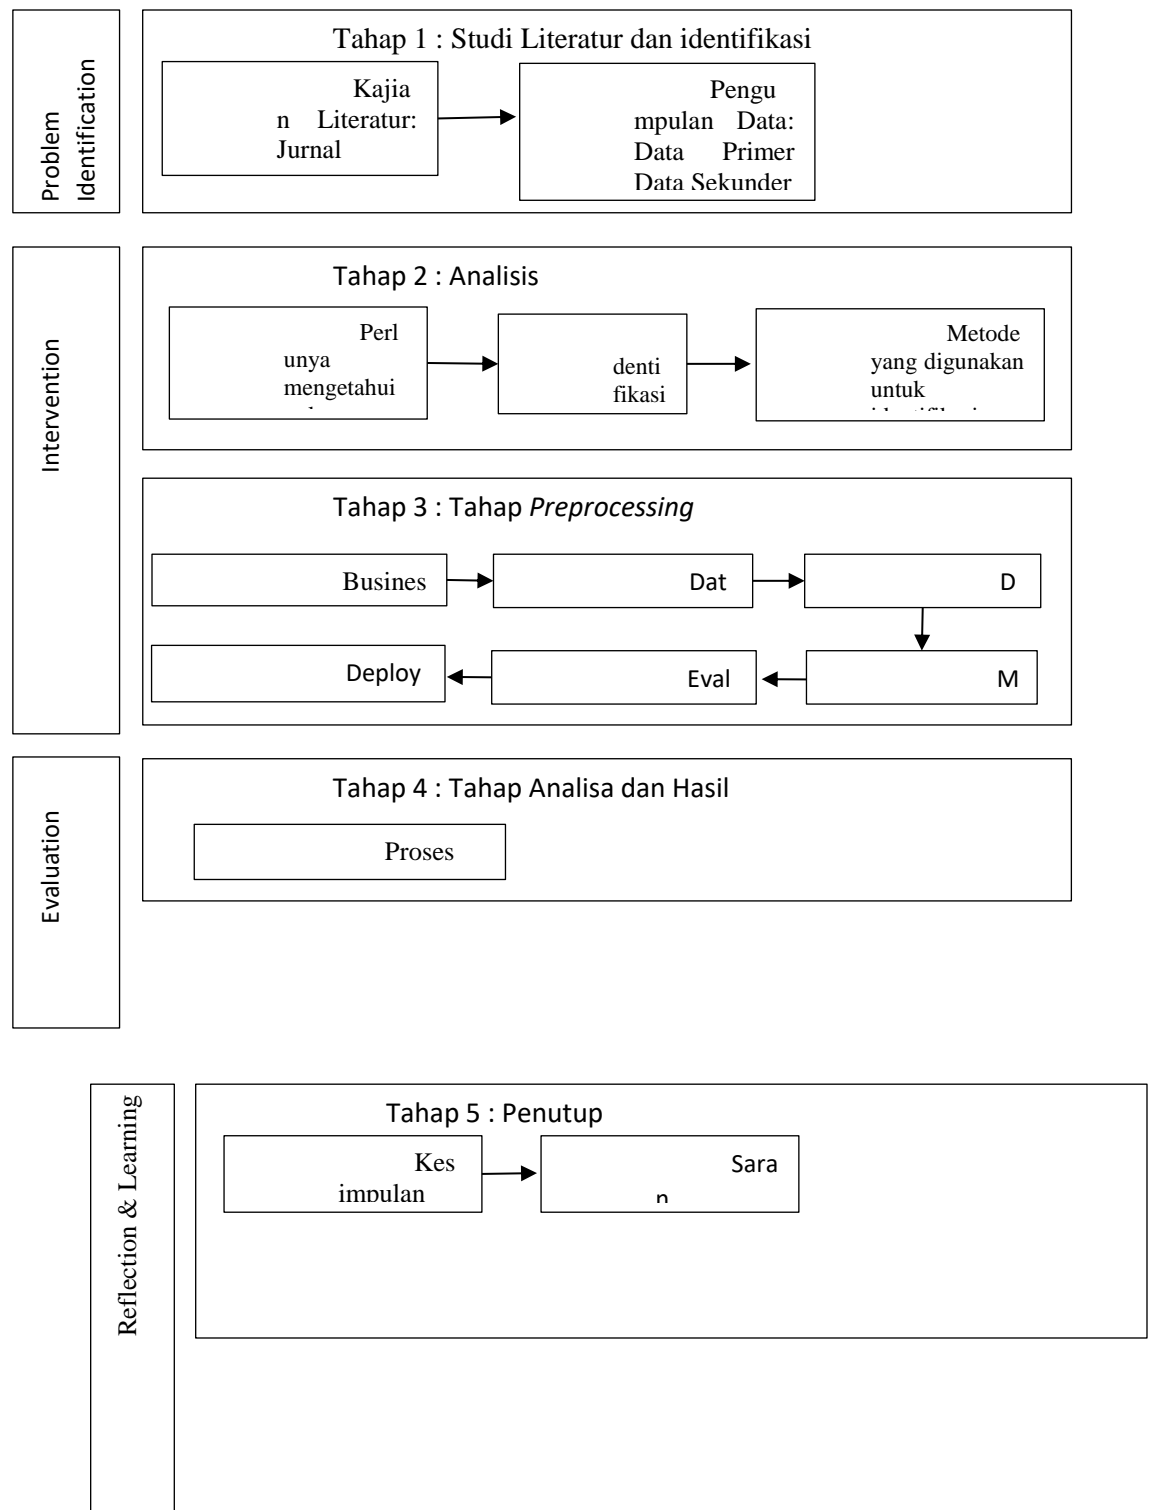 Problem
Identification
Tahap 1 : Studi Literatur dan identifikasi
Kajia
n Literatur:
Jurnal
Pengu
mpulan Data:
Data Primer
Data Sekunder
Intervention
Tahap 2 : Analisis
Perl
unya
mengetahui
denti
fikasi
Metode
yang digunakan
untuk
Tahap 3 : Tahap Preprocessing
Busines
Dat
D
Deploy
Eval
M
Evaluation
Tahap 4 : Tahap Analisa dan Hasil
Proses
Reflection & Learning
Tahap 5 : Penutup
Kes
impulan
Sara
n